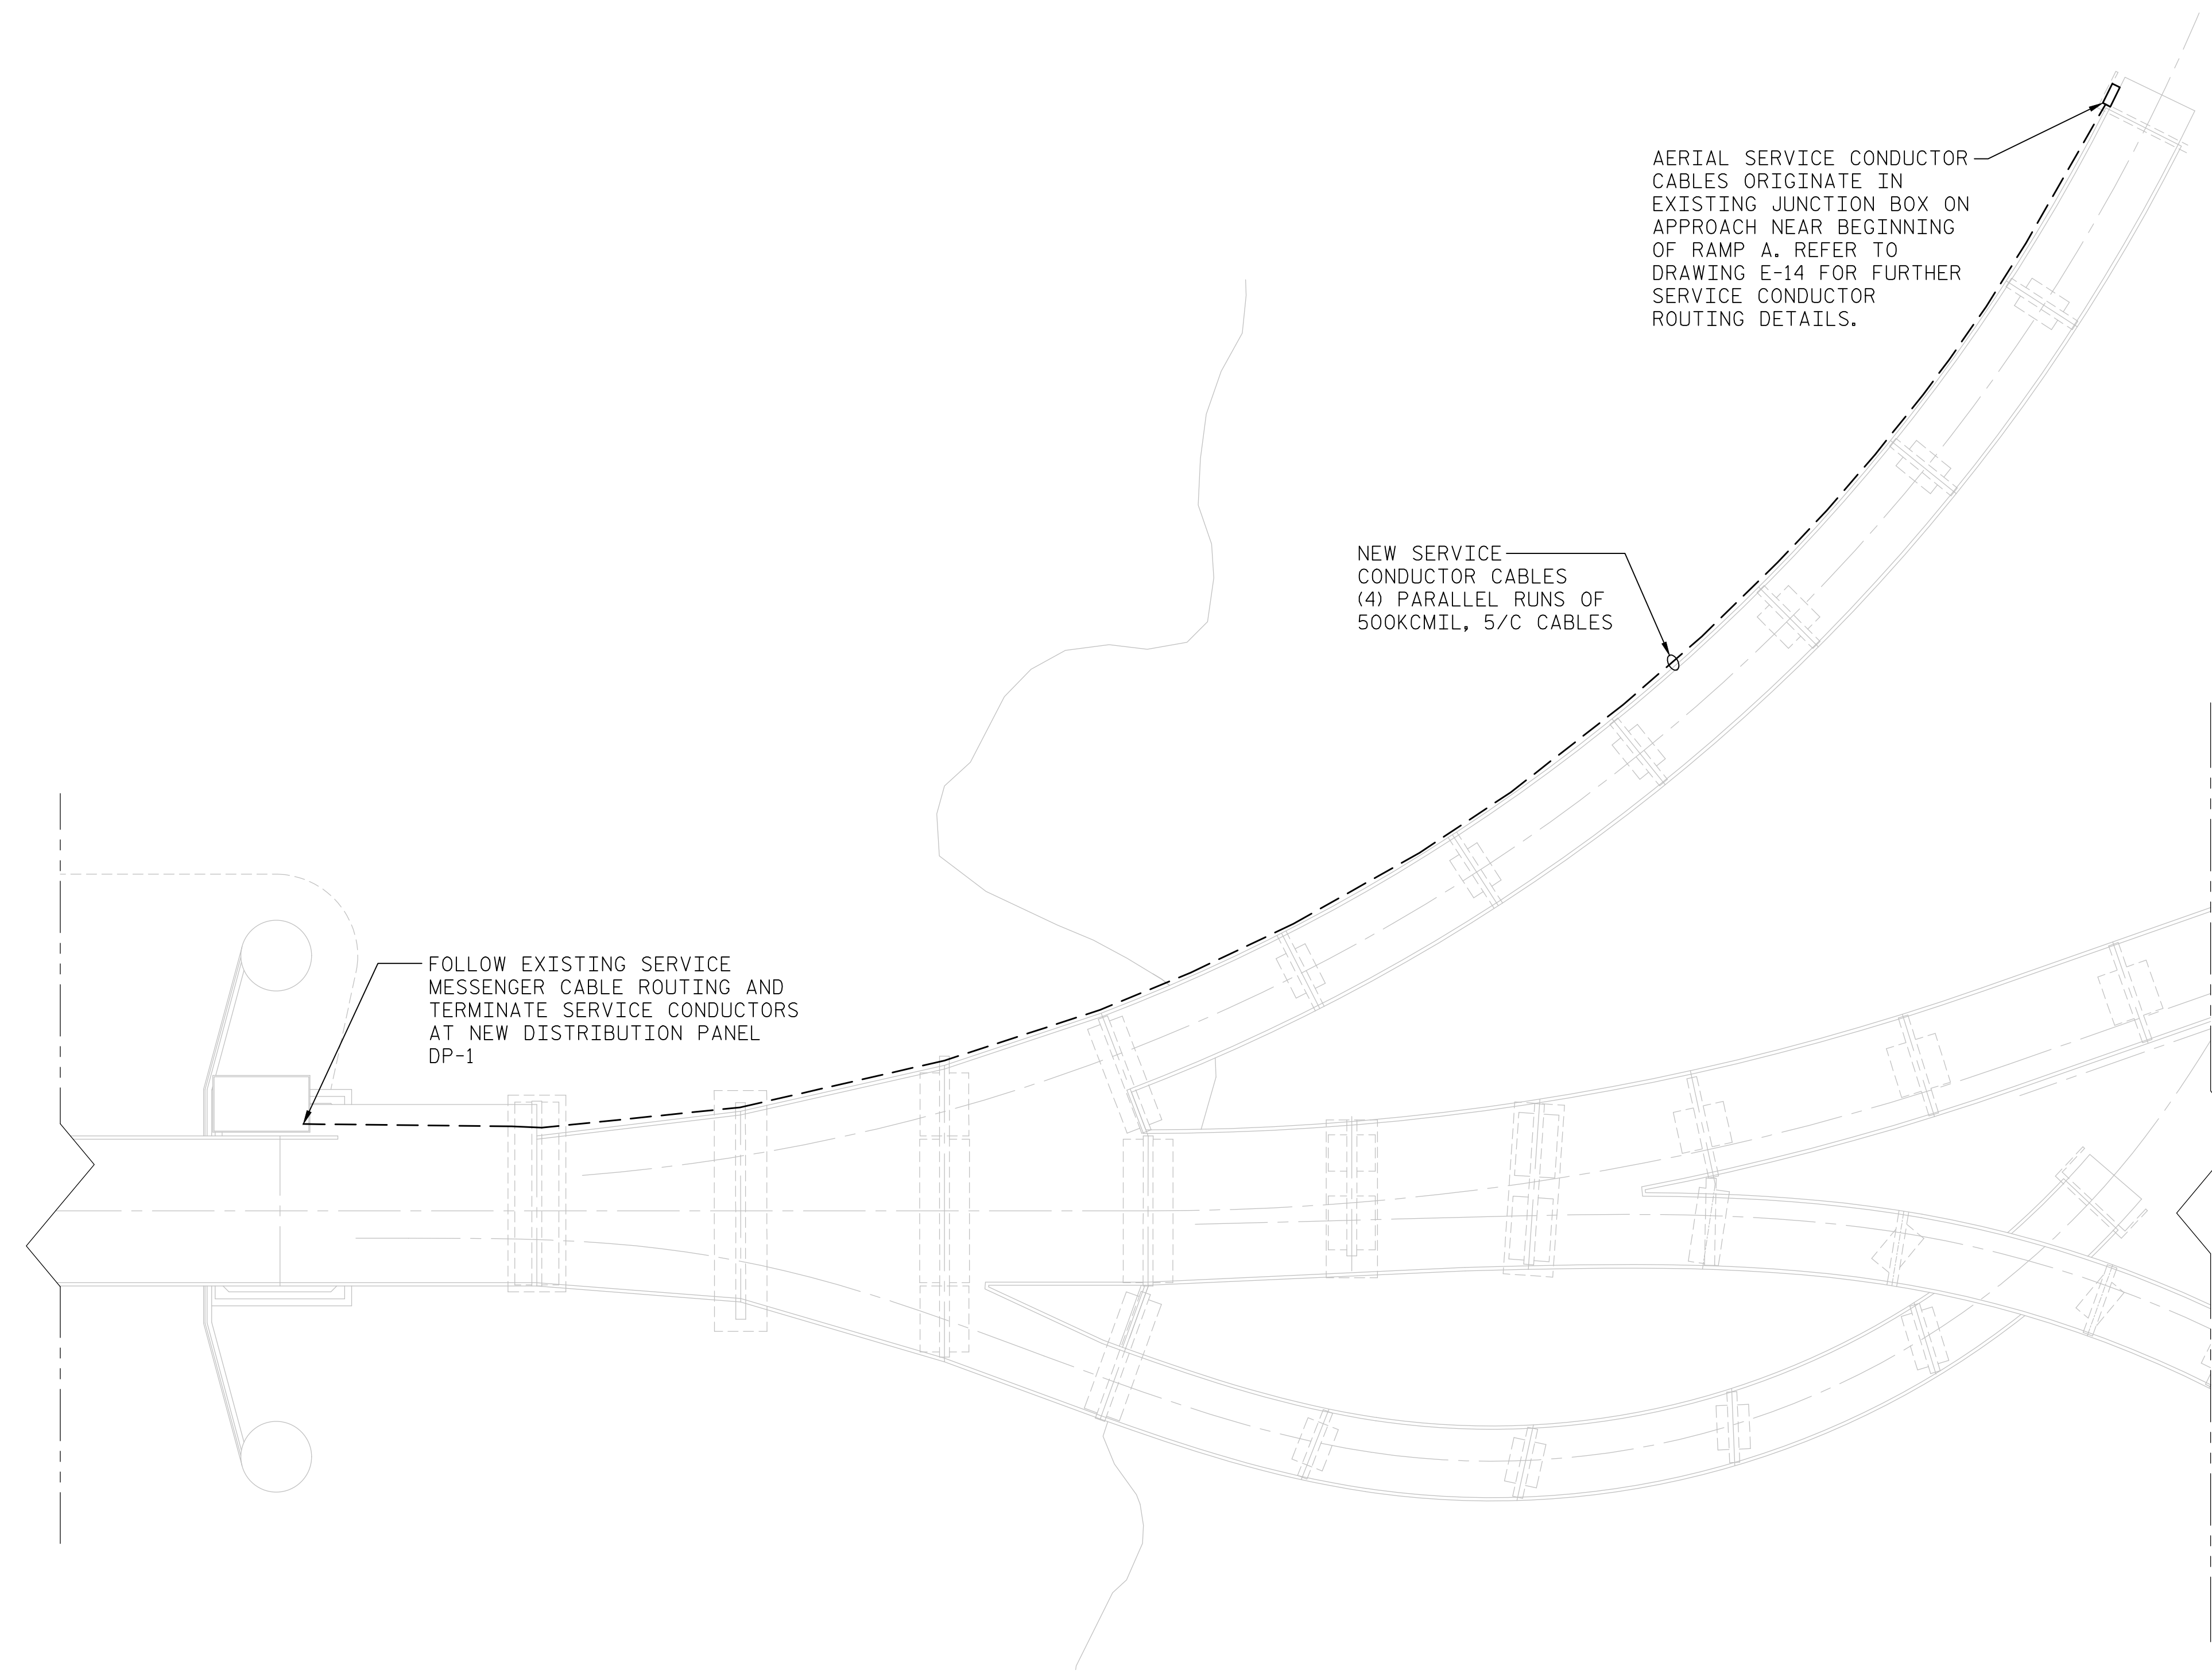 AERIAL SERVICE CONDUCTOR
CABLES ORIGINATE IN
EXISTING JUNCTION BOX ON
APPROACH NEAR BEGINNING
OF RAMP A. REFER TO
DRAWING E-14 FOR FURTHER
SERVICE CONDUCTOR
ROUTING DETAILS.
NEW SERVICE
CONDUCTOR CABLES
(4) PARALLEL RUNS OF
500KCMIL, 5/C CABLES
FOLLOW EXISTING SERVICE
MESSENGER CABLE ROUTING AND
TERMINATE SERVICE CONDUCTORS
AT NEW DISTRIBUTION PANEL
DP-1